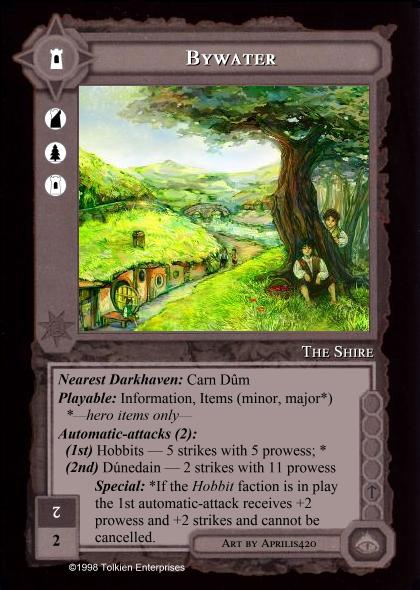 BYWATER
THE SHIRE
Nearest Darkhaven: Carn Dûm
Playable: Information, Items (minor, major*)
*—hero items only—
Automatic-attacks (2):
(1st) Hobbits — 5 strikes with 5 prowess; *
(2nd) Dúnedain — 2 strikes with 11 prowess
Special: *If the Hobbit faction is in play
the 1st automatic-attack receives +2
prowess and +2 strikes and cannot be
cancelled.
2
2
ART BY APRILIS420
©1998 Tolkien Enterprises